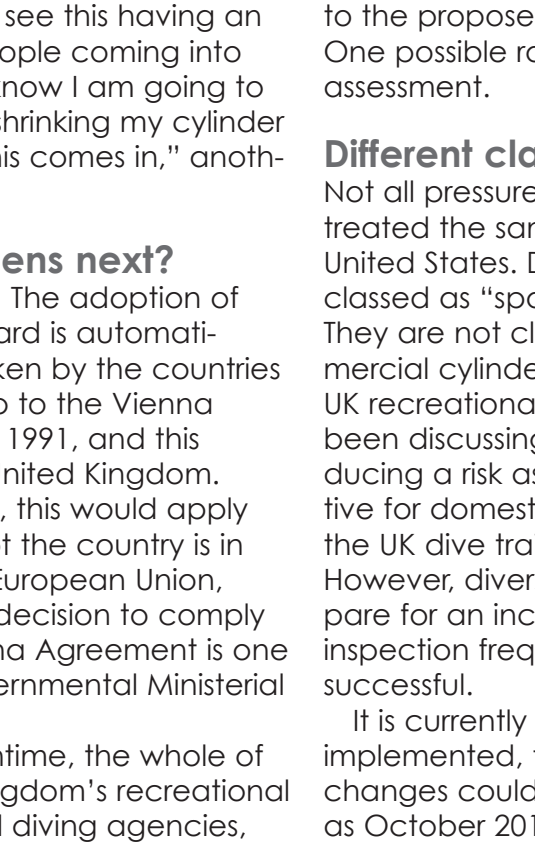 see this having an
ople coming into
know I am going to
shrinking my cylinder
his comes in,” anoth-
ens next?
The adoption of
ard is automati-
ken by the countries
p to the Vienna
1991, and this
nited Kingdom.
, this would apply
t the country is in
European Union,
decision to comply
na Agreement is one
ernmental Ministerial
ntime, the whole of
gdom’s recreational
d diving agencies,
to the propose
One possible ro
assessment.
Different cla
Not all pressure
treated the sam
United States. D
classed as “spo
They are not cl
mercial cylinde
UK recreationa
been discussing
ducing a risk as
tive for domest
the UK dive tra
However, diver
pare for an inc
inspection freq
successful.
It is currently
implemented, t
changes could
as October 201